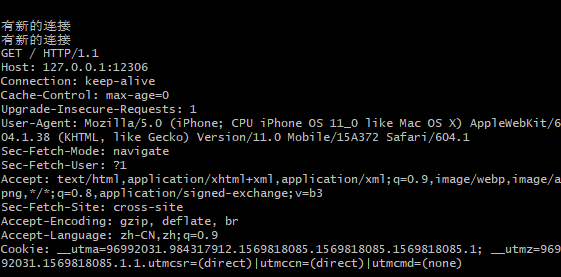 有新的连接
有新的连接
GET / HTTP/1.1
Host: 127.0.0.1:12306
Connection: keep-alive
Cache-Control: max-age=0
Upgrade-Insecure-Requests: 1
User-Agent: Mozilla/5.0 (iPhone; CPU iPhone OS 11_0 like Mac OS X) AppleWebKit/6
04.1.38 (KHTML, like Gecko) Version/11.0 Mobile/15A372 Safari/604.1
Sec-Fetch-Mode: navigate
Sec-Fetch-User: ?1
Accept: text/html,application/xhtml+xml,application/xml;q=0.9,image/webp,image/a
png,*/*;q=0.8,application/signed-exchange;v=b3
Sec-Fetch-Site: cross-site
Accept-Encoding: gzip, deflate, br
Accept-Language: zh-CN,zh;q=0.9
Cookie: __utma=96992031.984317912.1569818085.1569818085.1569818085.1; __utmz=969
92031.1569818085.1.1.utmcsr=(direct)|utmccn=(direct)|utmcmd=(none)